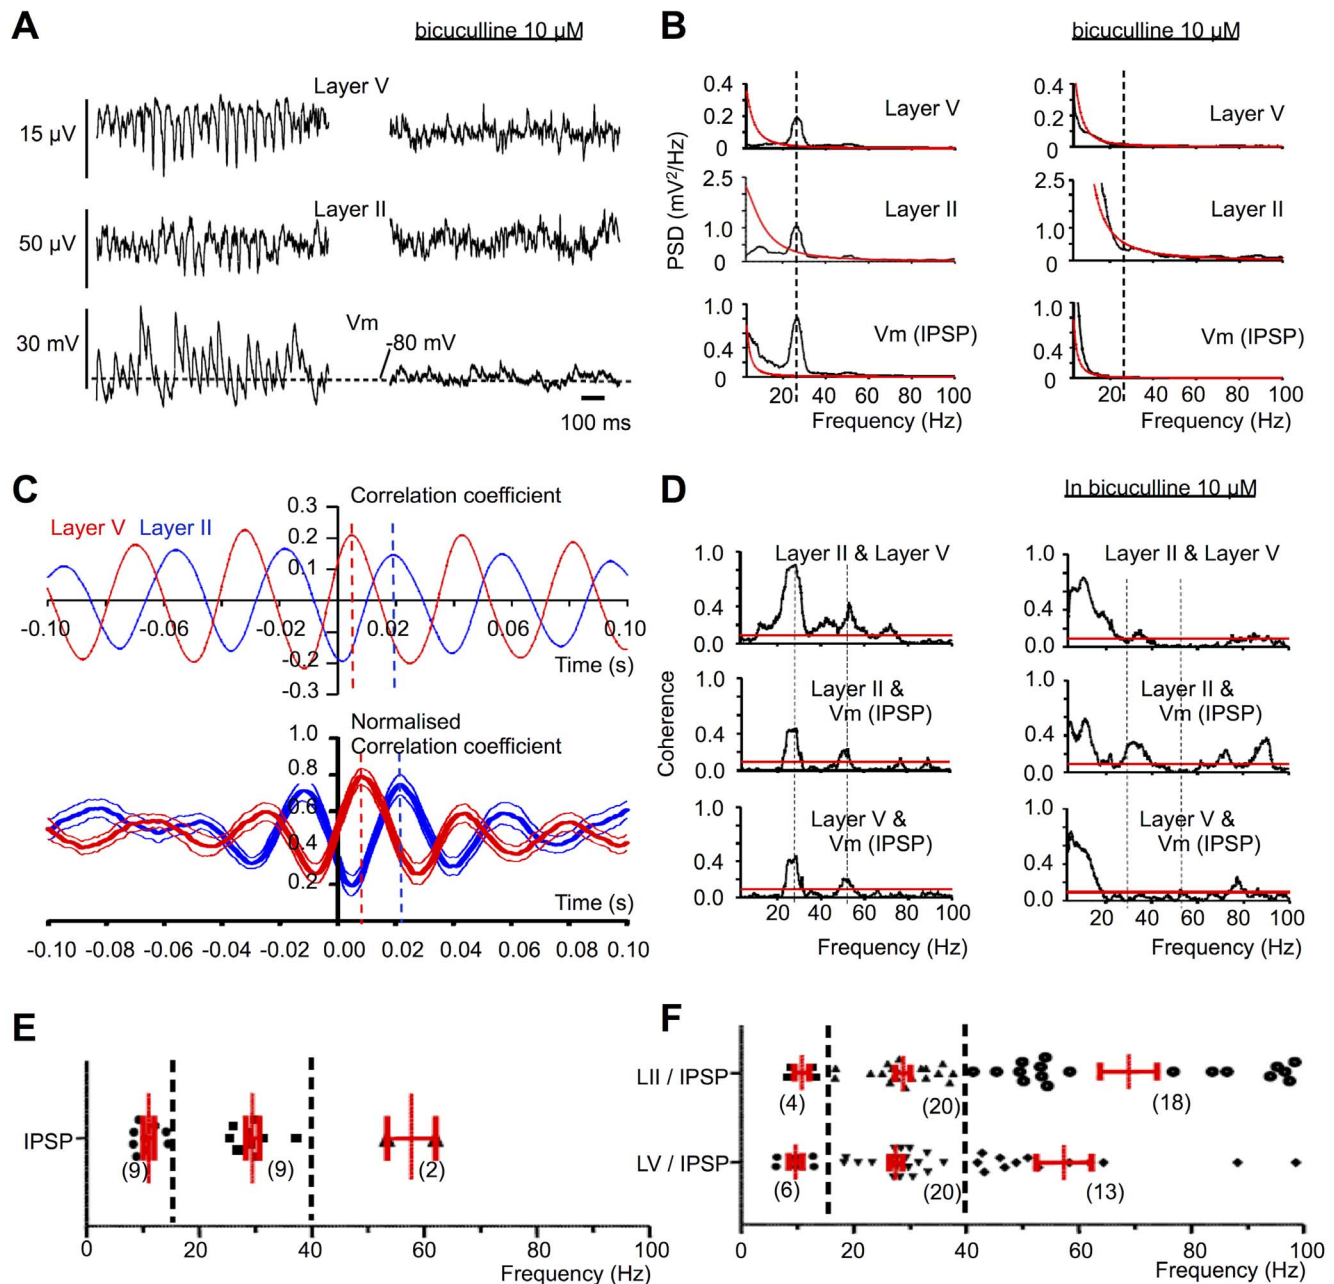 A
bicuculline 10 µM
Layer V
15 µV
Layer II
50 µV
Vm
-80 mV
30 mV
100 ms
B
bicuculline 10 µM
PSD (mV²/Hz)
0.4
0.2
0
Layer V
2.5
1.0
0
Layer II
1.0
0.4
0
Vm (IPSP)
20 40 60 80 100
Frequency (Hz)
0.4
0.2
0
Layer V
2.5
1.0
0
Layer II
1.0
0.4
0
Vm (IPSP)
20 40 60 80 100
Frequency (Hz)
C
Correlation coefficient
Layer V Layer II
0.3
0.2
0.1
-0.10 -0.06 -0.02 0.02 0.06 0.10
-0.1
-0.2
-0.3
Time (s)
Normalised
Correlation coefficient
1.0
0.8
0.6
0.4
0.2
Time (s)
-0.10 -0.08 -0.06 -0.04 -0.02 0.00 0.02 0.04 0.06 0.08 0.10
D
In bicuculline 10 µM
Coherence
1.0
0.4
0.0
Layer II & Layer V
1.0
0.4
0.0
Layer II &
Vm (IPSP)
1.0
0.4
0.0
Layer V &
Vm (IPSP)
20 40 60 80 100
Frequency (Hz)
1.0
0.4
0.0
Layer II & Layer V
1.0
0.4
0.0
Layer II &
Vm (IPSP)
1.0
0.4
0.0
Layer V &
Vm (IPSP)
20 40 60 80 100
Frequency (Hz)
E
IPSP
(9) (9) (2)
0 20 40 60 80 100
Frequency (Hz)
F
LII / IPSP
(4) (20) (18)
LV / IPSP
(6) (20) (13)
0 20 40 60 80 100
Frequency (Hz)